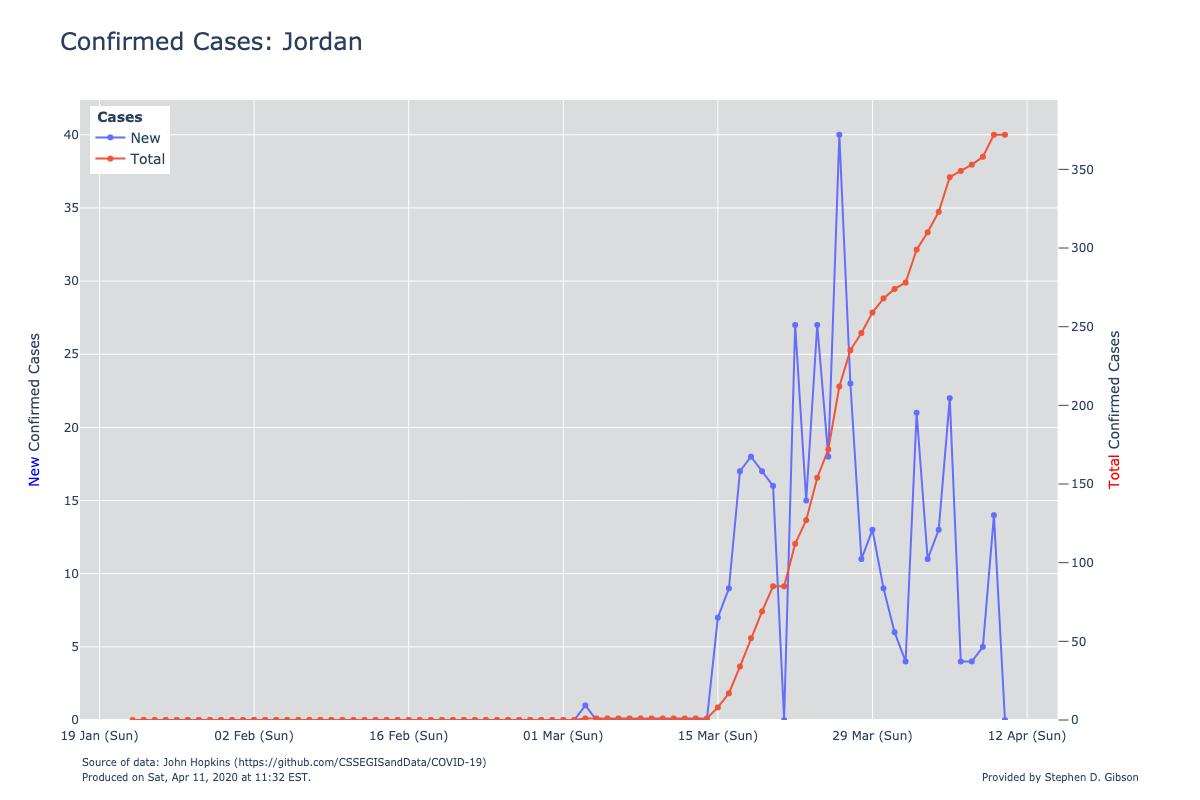 Confirmed Cases: Jordan
Cases
New
Total
40
35
30
25
20
15
10
5
0
350
300
250
200
150
100
50
0
New Confirmed Cases
Total Confirmed Cases
19 Jan (Sun) 02 Feb (Sun) 16 Feb (Sun) 01 Mar (Sun) 15 Mar (Sun) 29 Mar (Sun) 12 Apr (Sun)
Source of data: John Hopkins (https://github.com/CSSEGISandData/COVID-19)
Produced on Sat, Apr 11, 2020 at 11:32 EST.
Provided by Stephen D. Gibson